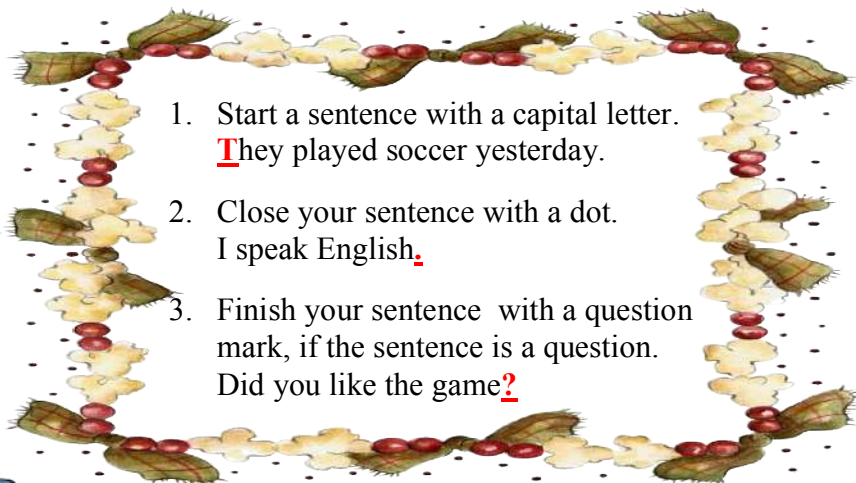 1. Start a sentence with a capital letter.
They played soccer yesterday.
2. Close your sentence with a dot.
I speak English.
3. Finish your sentence  with a question
mark, if the sentence is a question.
Did you like the game?